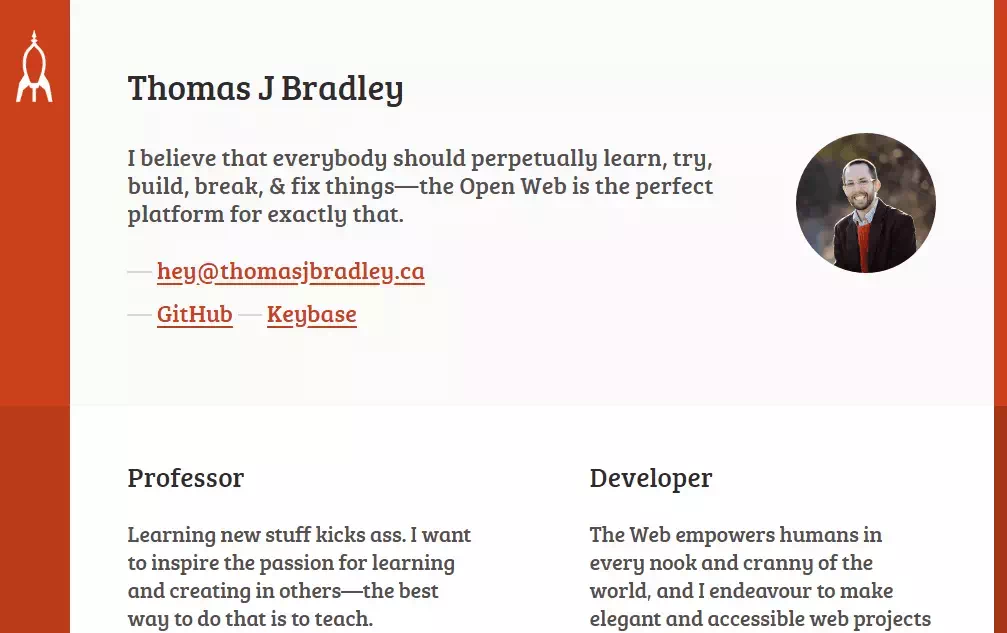 Thomas J Bradley
I believe that everybody should perpetually learn, try,
build, break, & fix things—the Open Web is the perfect
platform for exactly that.
— hey@thomasjbradley.ca
— GitHub — Keybase
Professor
Learning new stuff kicks ass. I want
to inspire the passion for learning
and creating in others—the best
way to do that is to teach.
Developer
The Web empowers humans in
every nook and cranny of the
world, and I endeavour to make
elegant and accessible web projects